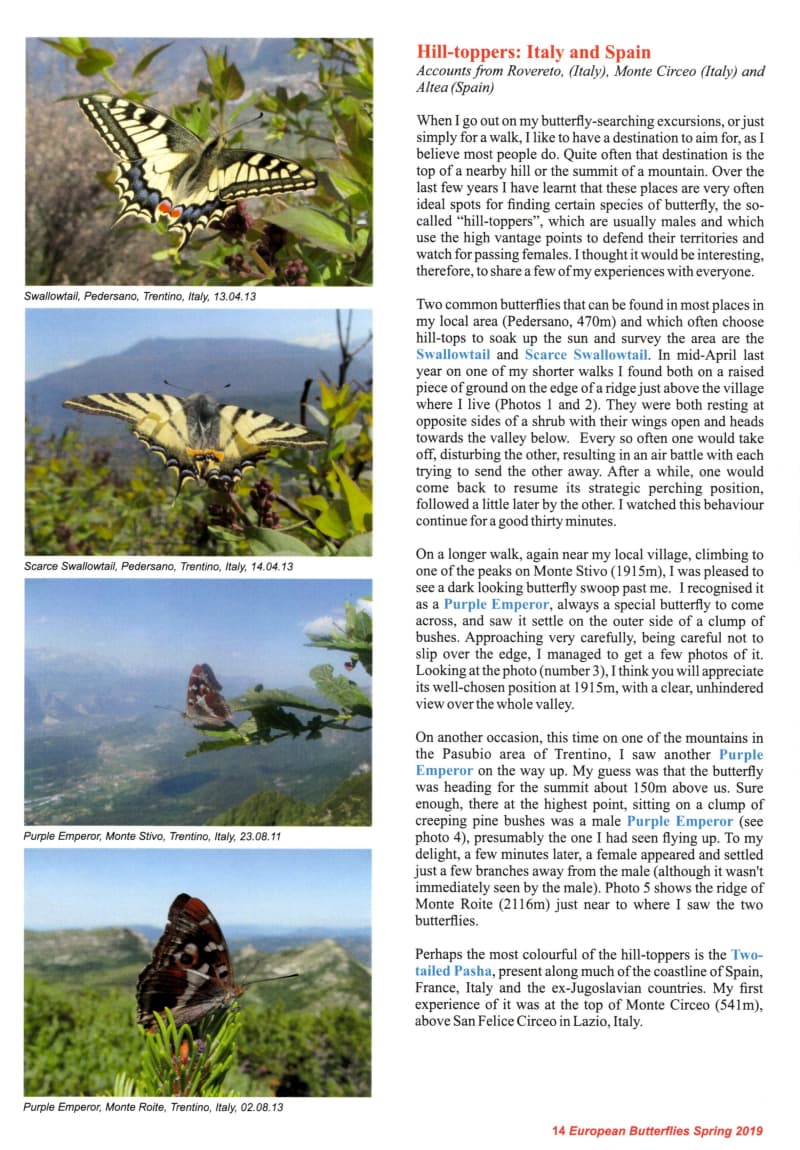 Swallowtail, Pedersano, Trentino, Italy, 13.04.13
Scarce Swallowtail, Pedersano, Trentino, Italy, 14.04.13
Purple Emperor, Monte Stivo, Trentino, Italy, 23.08.11
Purple Emperor, Monte Roite, Trentino, Italy, 02.08.13
Hill-toppers: Italy and Spain
Accounts from Rovereto, (Italy), Monte Circeo (Italy) and
Altea (Spain)
When I go out on my butterfly-searching excursions, or just
simply for a walk, I like to have a destination to aim for, as I
believe most people do. Quite often that destination is the
top of a nearby hill or the summit of a mountain. Over the
last few years I have learnt that these places are very often
ideal spots for finding certain species of butterfly, the so-
called “hill-toppers”, which are usually males and which
use the high vantage points to defend their territories and
watch for passing females. I thought it would be interesting,
therefore, to share a few of my experiences with everyone.
Two common butterflies that can be found in most places in
my local area (Pedersano, 470m) and which often choose
hill-tops to soak up the sun and survey the area are the
Swallowtail and Scarce Swallowtail. In mid-April last
year on one of my shorter walks I found both on a raised
piece of ground on the edge of a ridge just above the village
where I live (Photos 1 and 2). They were both resting at
opposite sides of a shrub with their wings open and heads
towards the valley below. Every so often one would take
off, disturbing the other, resulting in an air battle with each
trying to send the other away. After a while, one would
come back to resume its strategic perching position,
followed a little later by the other. I watched this behaviour
continue for a good thirty minutes.
On a longer walk, again near my local village, climbing to
one of the peaks on Monte Stivo (1915m), I was pleased to
see a dark looking butterfly swoop past me. I recognised it
as a Purple Emperor, always a special butterfly to come
across, and saw it settle on the outer side of a clump of
bushes. Approaching very carefully, being careful not to
slip over the edge, I managed to get a few photos of it.
Looking at the photo (number 3), I think you will appreciate
its well-chosen position at 1915m, with a clear, unhindered
view over the whole valley.
On another occasion, this time on one of the mountains in
the Pasubio area of Trentino, I saw another Purple
Emperor on the way up. My guess was that the butterfly
was heading for the summit about 150m above us. Sure
enough, there at the highest point, sitting on a clump of
creeping pine bushes was a male Purple Emperor (see
photo 4), presumably the one I had seen flying up. To my
delight, a few minutes later, a female appeared and settled
just a few branches away from the male (although it wasn't
immediately seen by the male). Photo 5 shows the ridge of
Monte Roite (2116m) just near to where I saw the two
butterflies.
Perhaps the most colourful of the hill-toppers is the Two-
tailed Pasha, present along much of the coastline of Spain,
France, Italy and the ex-Jugoslavian countries. My first
experience of it was at the top of Monte Circeo (541m),
above San Felice Circeo in Lazio, Italy.
14 European Butterflies Spring 2019